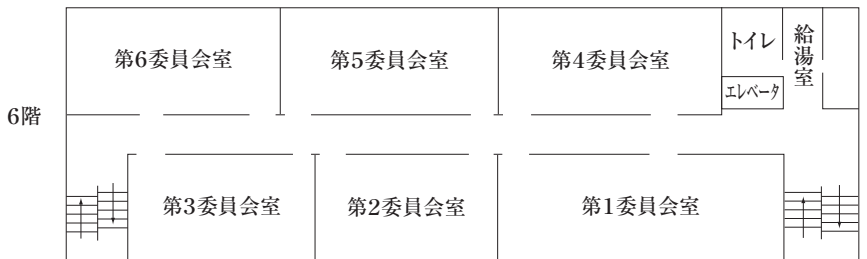 第6委員会室
第5委員会室
第4委員会室
トイレ
給湯室
エレベータ
6階
第3委員会室
第2委員会室
第1委員会室